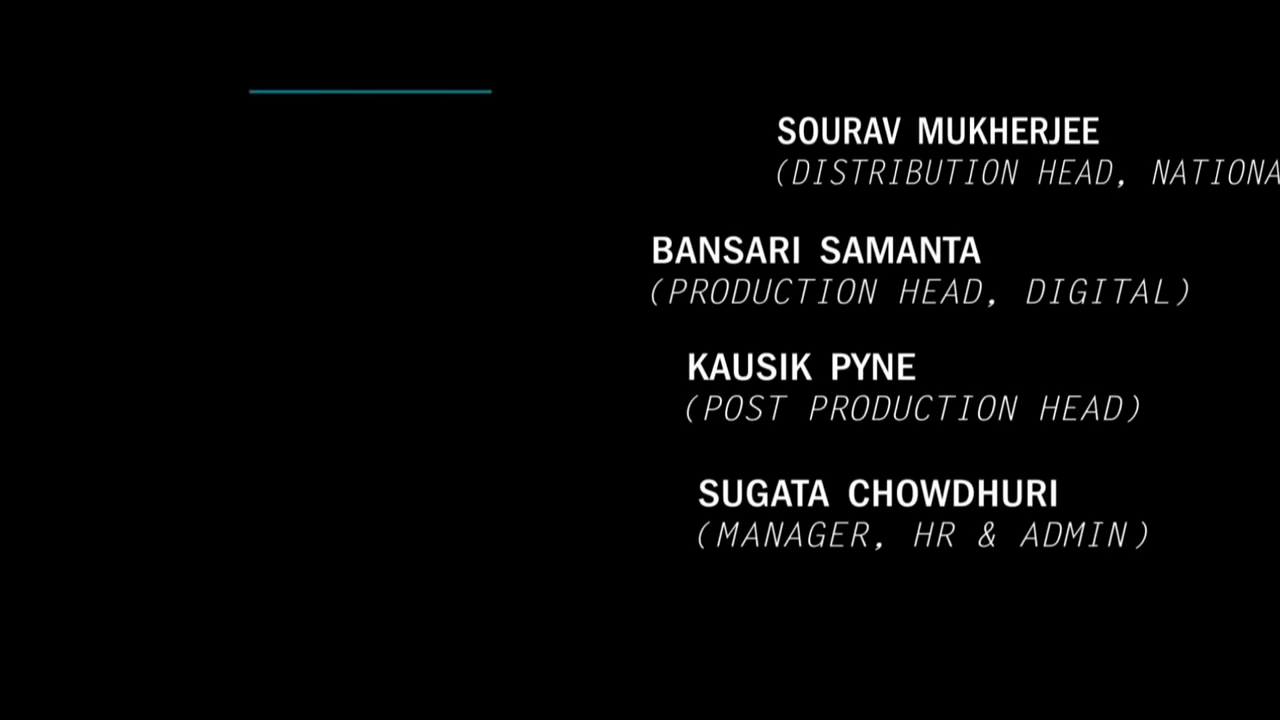 SOURAV MUKHERJEE
(DISTRIBUTION HEAD, NATIONA
BANSARI SAMANTA
(PRODUCTION HEAD, DIGITAL)
KAUSIK PYNE
(POST PRODUCTION HEAD)
SUGATA CHOWDHURI
(MANAGER, HR & ADMIN)